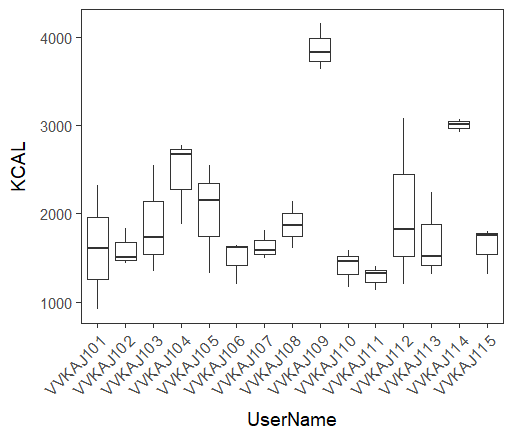 KCAL
4000
3000
2000
1000
VVKAJ101
VVKAJ102
VVKAJ103
VVKAJ104
VVKAJ105
VVKAJ106
VVKAJ107
VVKAJ108
VVKAJ109
VVKAJ110
VVKAJ111
VVKAJ112
VVKAJ113
VVKAJ114
VVKAJ115
UserName